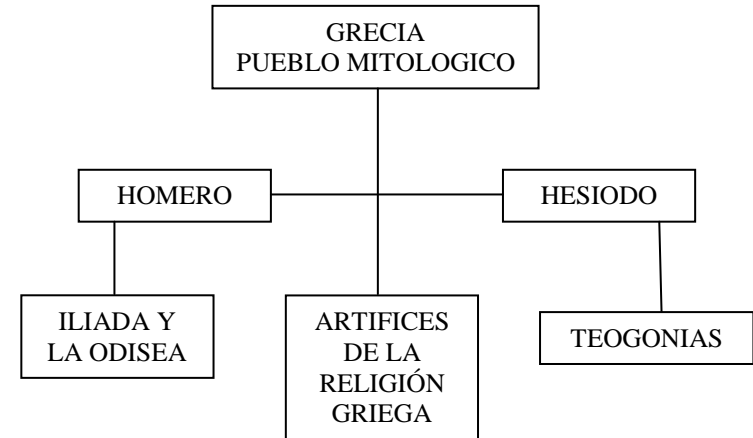 GRECIA
PUEBLO MITOLOGICO
HOMERO
HESIODO
ILIADA Y
LA ODISEA
ARTIFICES
DE LA
RELIGIÓN
GRIEGA
TEOGONIAS